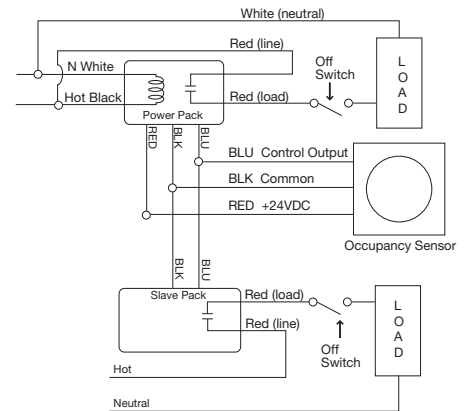 White (neutral)
Red (line)
N White
Off
Switch
L
O
A
D
Hot Black
Red (load)
Power Pack
RED
BLK
BLU
BLU Control Output
BLK Common
RED +24VDC
Occupancy Sensor
BLK
BLU
Slave Pack
Red (load)
Red (line)
Off
Switch
L
O
A
D
Hot
Neutral